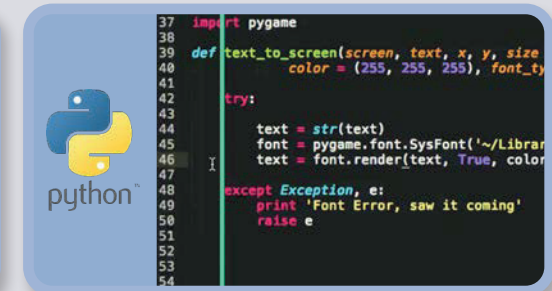 python™
37 import pygame
38
39 def text_to_screen(screen, text, x, y, size
40 color = (255, 255, 255), font_ty
41
42 try:
43
44 text = str(text)
45 font = pygame.font.SysFont('~/Librar
46 text = font.render(text, True, color
47
48 except Exception, e:
49 print 'Font Error, saw it coming'
50 raise e
51
52
53
54